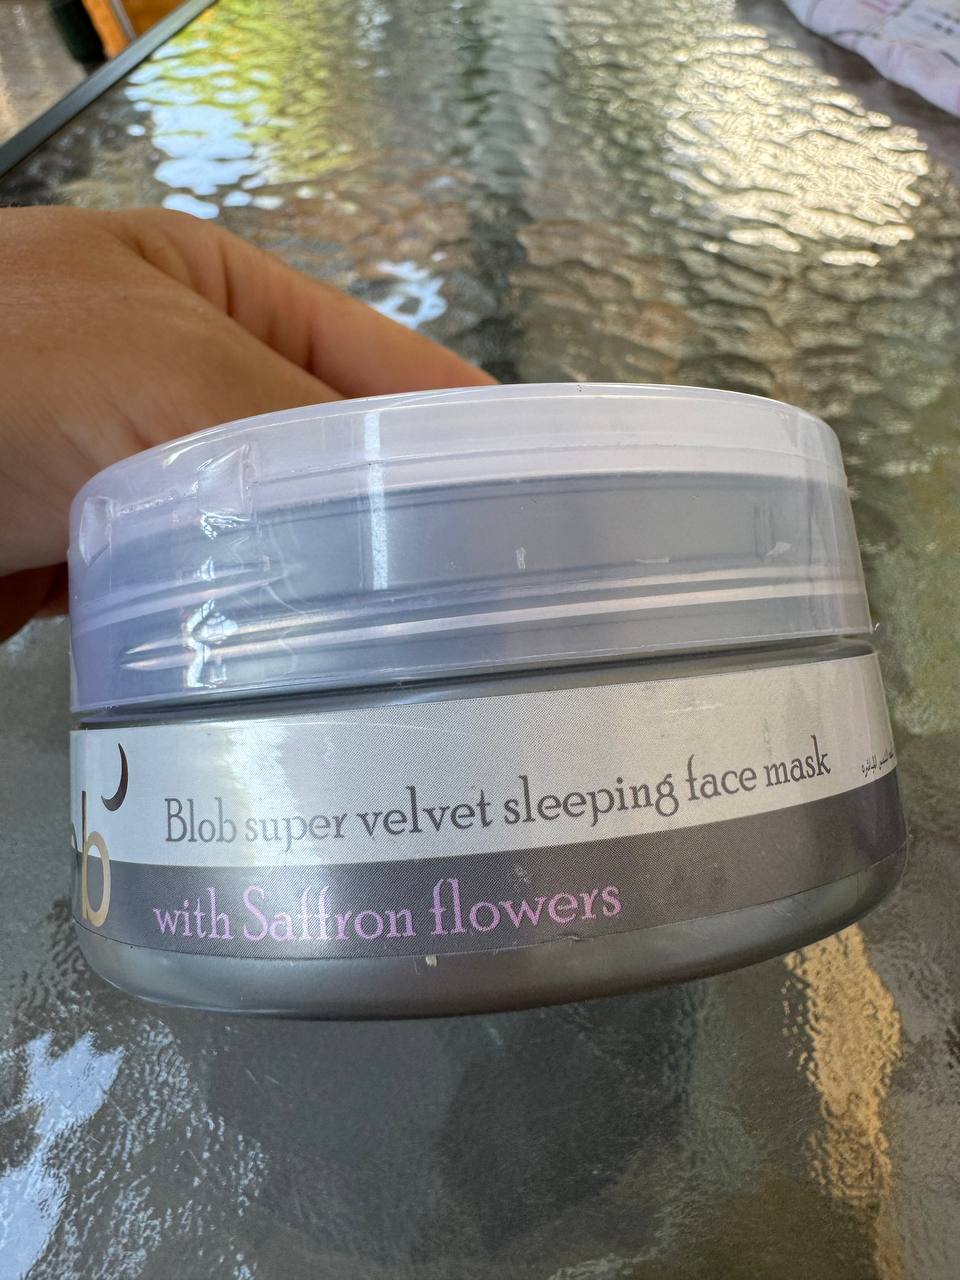 b
Blob super velvet sleeping face mask
with Saffron flowers